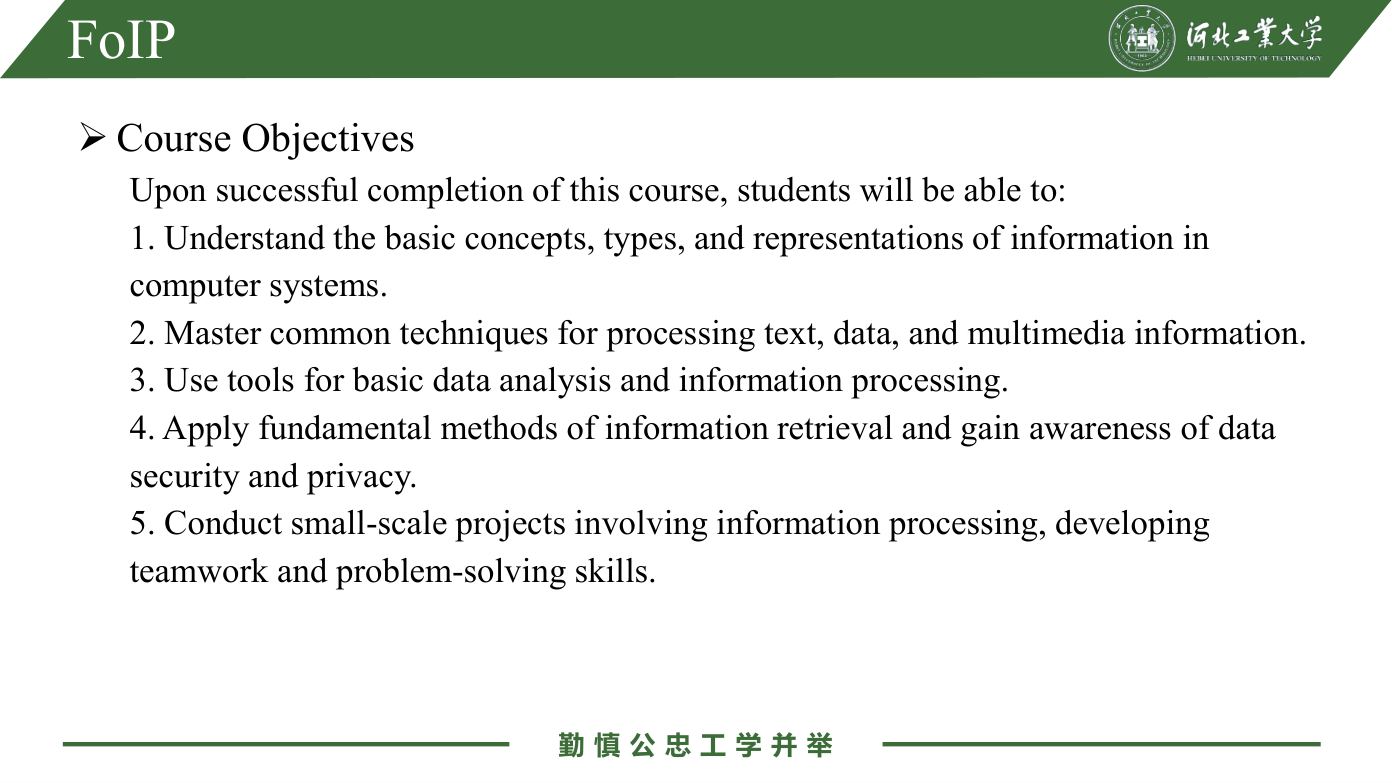 FoIP
河北工业大学
HEBEI UNIVERSITY OF TECHNOLOGY
Course Objectives
Upon successful completion of this course, students will be able to:
1. Understand the basic concepts, types, and representations of information in
computer systems.
2. Master common techniques for processing text, data, and multimedia information.
3. Use tools for basic data analysis and information processing.
4. Apply fundamental methods of information retrieval and gain awareness of data
security and privacy.
5. Conduct small-scale projects involving information processing, developing
teamwork and problem-solving skills.
勤慎公忠工学并举